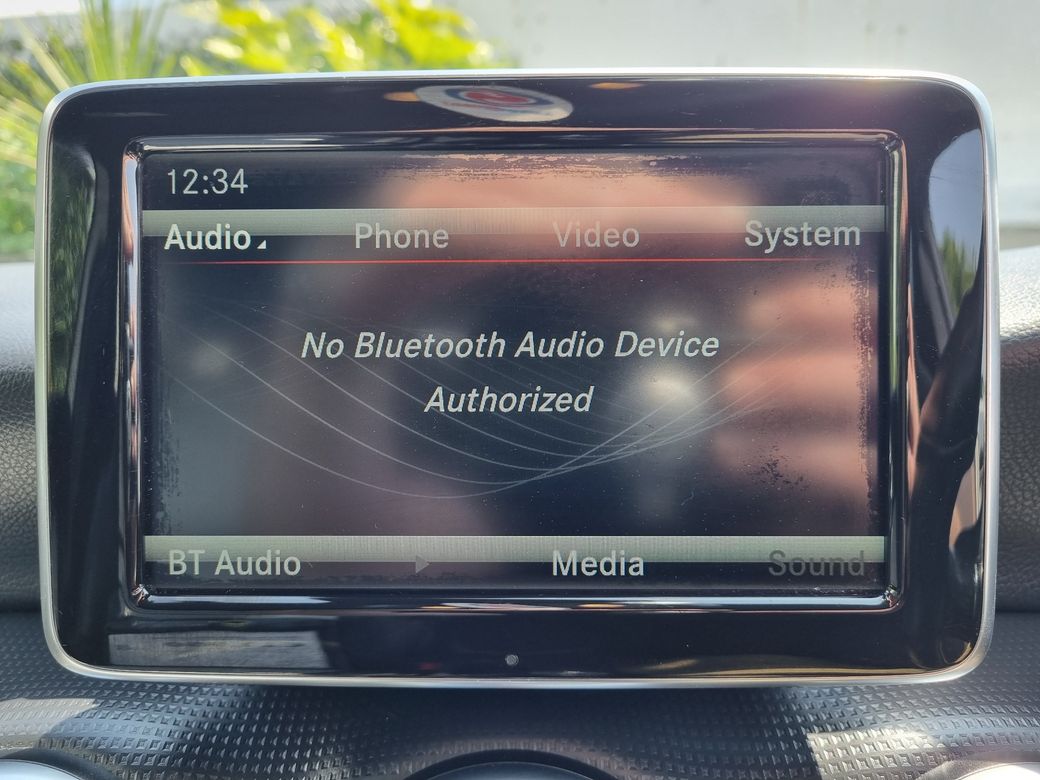 12:34
Audio Phone Video System
No Bluetooth Audio Device
Authorized
BT Audio Media Sound